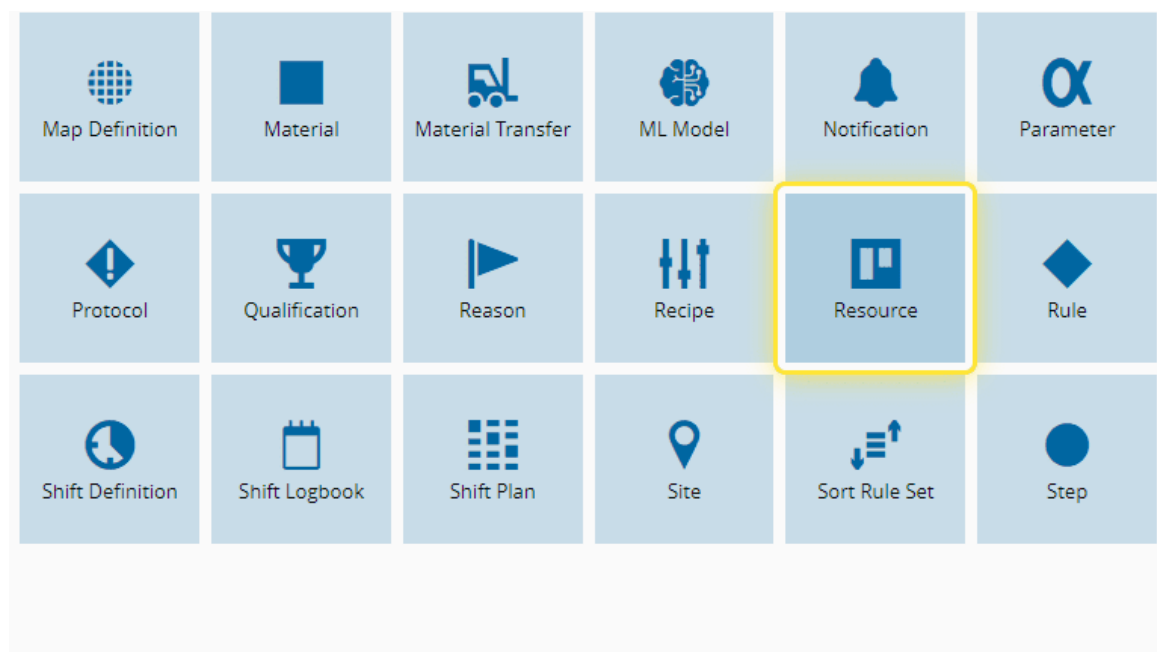 Map Definition
Material
Material Transfer
ML Model
Notification
Parameter
Protocol
Qualification
Reason
Recipe
Resource
Rule
Shift Definition
Shift Logbook
Shift Plan
Site
Sort Rule Set
Step